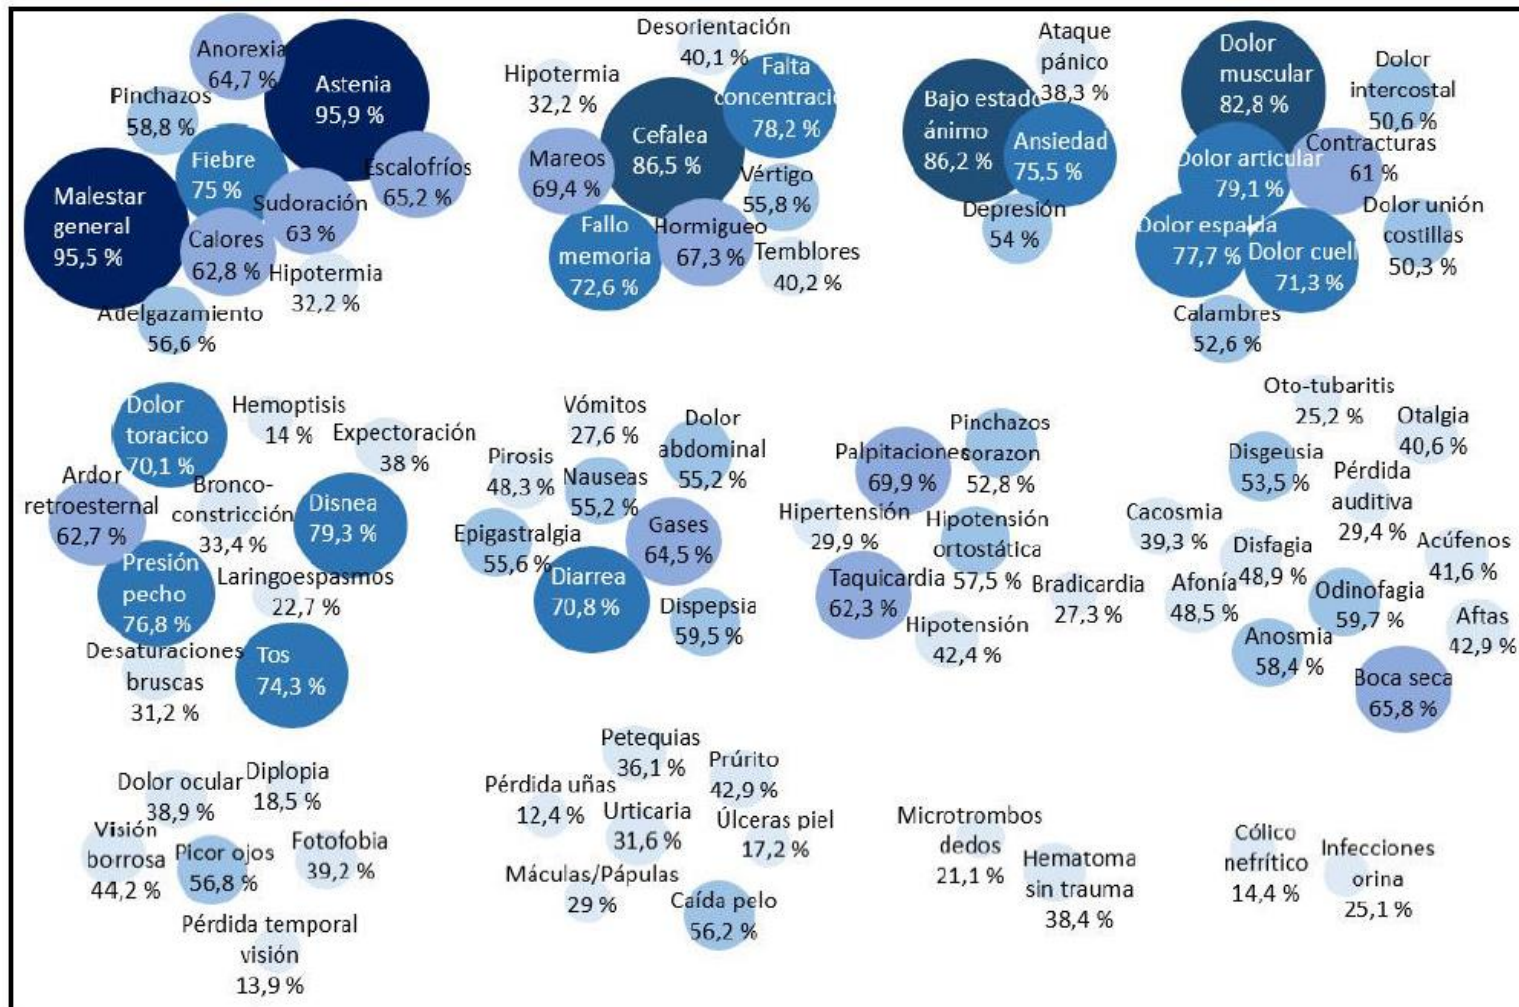 Anorexia
64,7 %
Astenia
95,9 %
Pinchazos
58,8 %
Fiebre
75 %
Escalofríos
65,2 %
Malestar
general
95,5 %
Sudoración
63 %
Calores
62,8 %
Hipotermia
32,2 %
Adelgazamiento
56,6 %
Desorientación
40,1 %
Hipotermia
32,2 %
Falta
concentració
78,2 %
Cefalea
86,5 %
Mareos
69,4 %
Vértigo
55,8 %
Fallo
memoria
72,6 %
Hormigueo
67,3 %
Temblores
40,2 %
Ataque
pánico
38,3 %
Bajo estado
ánimo
86,2 %
Ansiedad
75,5 %
Depresión
54 %
Dolor
muscular
82,8 %
Dolor
intercostal
50,6 %
Contracturas
61 %
Dolor articular
79,1 %
Dolor espalda
77,7 %
Dolor cuell
71,3 %
Dolor unión
costillas
50,3 %
Calambres
52,6 %
Dolor
toracico
70,1 %
Hemoptisis
14 %
Expectoración
38 %
Ardor
retroesternal
62,7 %
Bronco-
constricción
33,4 %
Disnea
79,3 %
Presión
pecho
76,8 %
Laringoespasmos
22,7 %
Desaturaciones
bruscas
31,2 %
Tos
74,3 %
Vómitos
27,6 %
Dolor
abdominal
55,2 %
Pirosis
48,3 %
Nauseas
55,2 %
Epigastralgia
55,6 %
Gases
64,5 %
Diarrea
70,8 %
Dispepsia
59,5 %
Pinchazos
corazon
52,8 %
Palpitaciones
69,9 %
Hipertensión
29,9 %
Hipotensión
ortostática
57,5 %
Taquicardia
62,3 %
Bradicardia
27,3 %
Hipotensión
42,4 %
Oto-tubaritis
25,2 %
Otalgia
40,6 %
Disgeusia
53,5 %
Pérdida
auditiva
29,4 %
Cacosmia
39,3 %
Disfagia
48,9 %
Acúfenos
41,6 %
Afonía
48,5 %
Odinofagia
59,7 %
Aftas
42,9 %
Anosmia
58,4 %
Boca seca
65,8 %
Dolor ocular
38,9 %
Diplopia
18,5 %
Visión
borrosa
44,2 %
Picor ojos
56,8 %
Fotofobia
39,2 %
Pérdida temporal
visión
13,9 %
Petequias
36,1 %
Prúrito
42,9 %
Pérdida uñas
12,4 %
Urticaria
31,6 %
Úlceras piel
17,2 %
Máculas/Pápulas
29 %
Caída pelo
56,2 %
Microtrombos
dedos
21,1 %
Hematoma
sin trauma
38,4 %
Cólico
nefrítico
14,4 %
Infecciones
orina
25,1 %